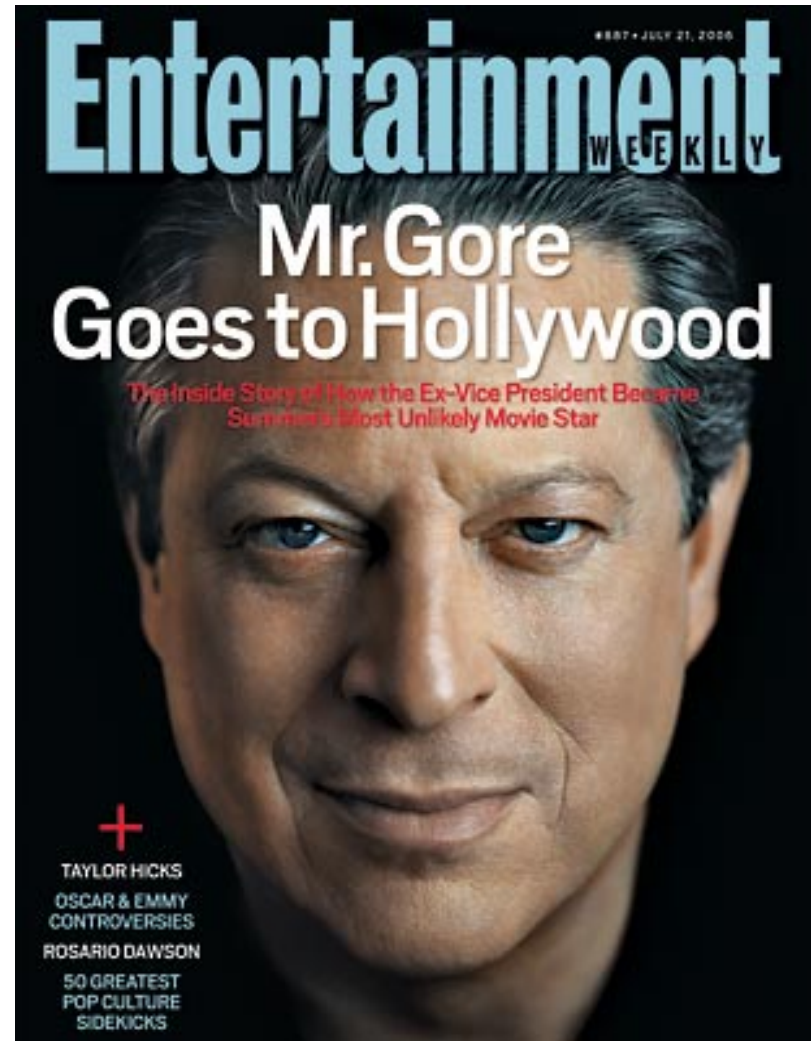 #887•JULY 21, 2006
Entertainment
WEEKLY
Mr. Gore
Goes to Hollywood
The Inside Story of How the Ex-Vice President Became
Summer's Most Unlikely Movie Star
+
TAYLOR HICKS
OSCAR & EMMY
CONTROVERSIES
ROSARIO DAWSON
50 GREATEST
POP CULTURE
SIDEKICKS